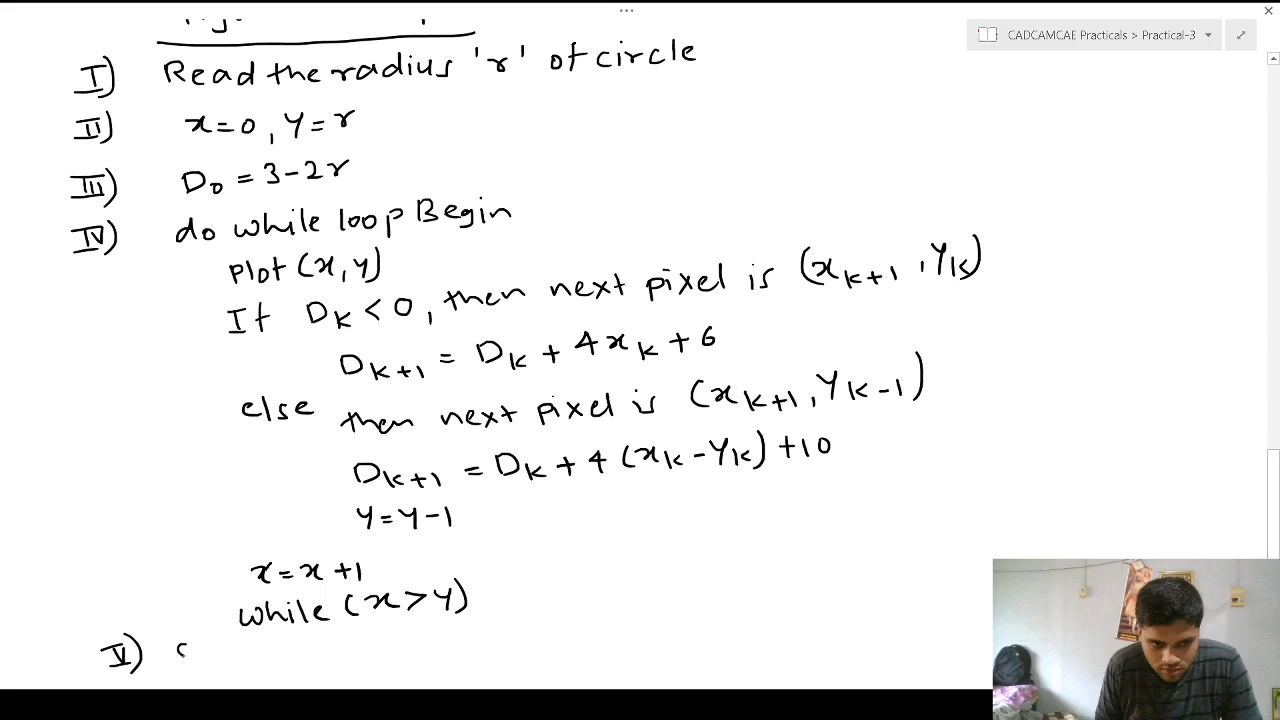 CADCAMCAE Practicals > Practical-3
I) Read the radius 'r' of circle
II) x=0, y=r
III) D₀ = 3-2r
IV) do while loop Begin
plot (x, y)
If Dₖ < 0, then next pixel is (xₖ₊₁, yₖ)
Dₖ₊₁ = Dₖ + 4xₖ + 6
else then next pixel is (xₖ₊₁, yₖ₋₁)
Dₖ₊₁ = Dₖ + 4 (xₖ - yₖ) + 10
y = y-1
x = x+1
while (x > y)
V)